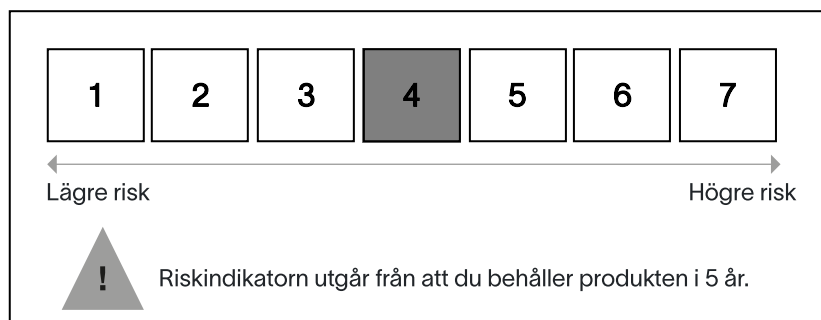 1 2 3 4 5 6 7
Lägre risk Högre risk
! Riskindikatorn utgår från att du behåller produkten i 5 år.